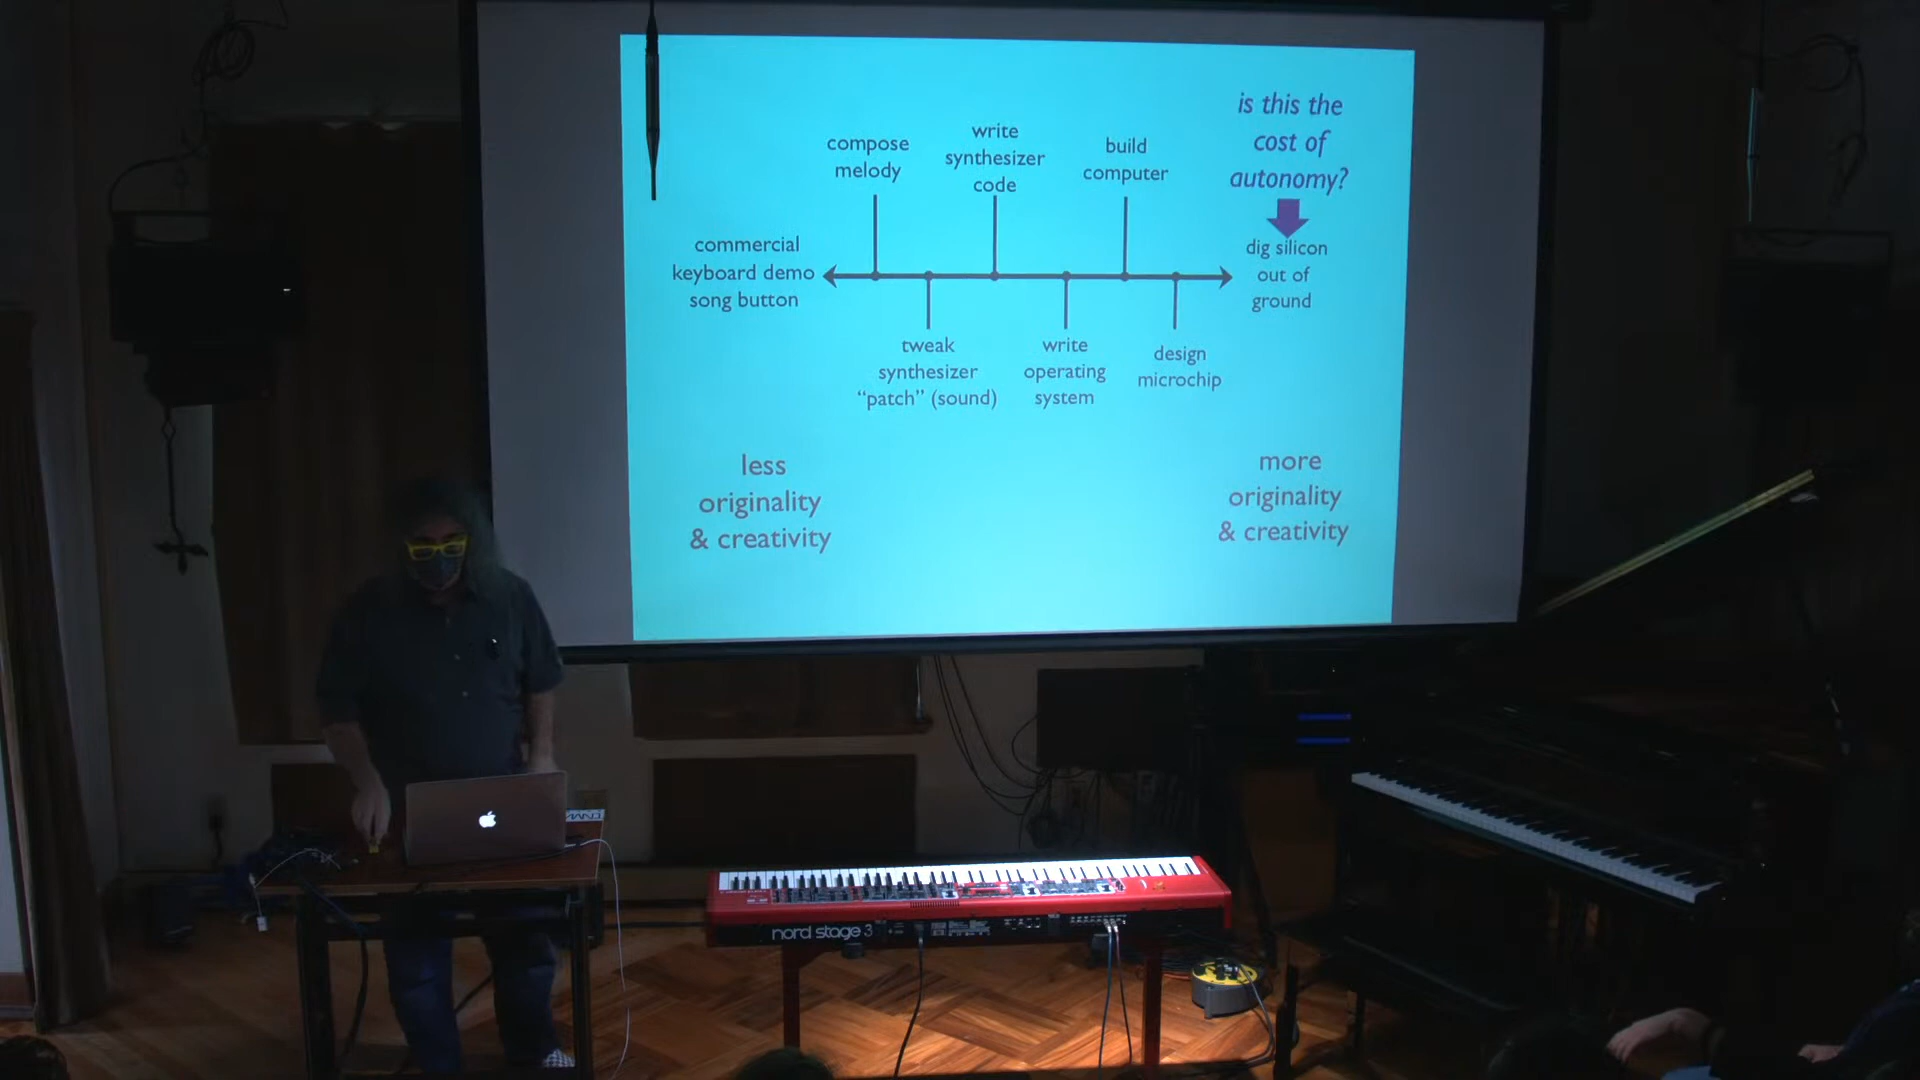 is this the
cost of
autonomy?
compose
melody
write
synthesizer
code
build
computer
commercial
keyboard demo
song button
dig silicon
out of
ground
tweak
synthesizer
“patch” (sound)
write
operating
system
design
microchip
less
originality
& creativity
more
originality
& creativity
nord stage 3